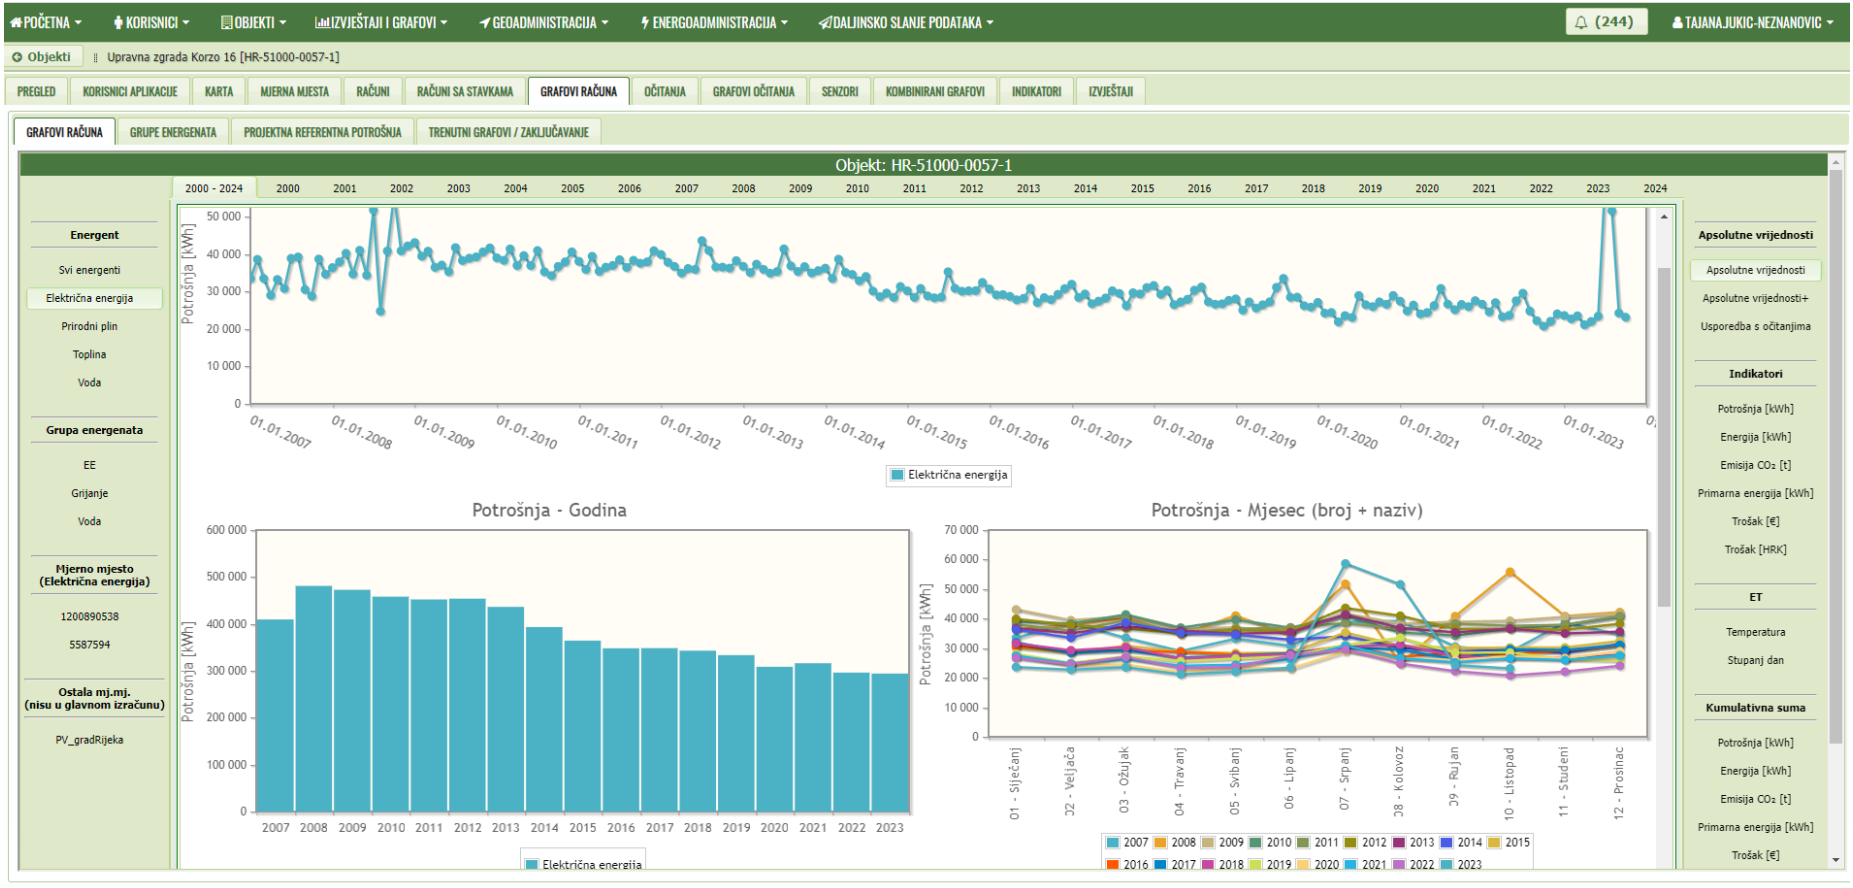 POČETNA KORISNICI OBJEKTI IZVJEŠTAJI I GRAFOVI GEOADMINISTRACIJA ENERGOADMINISTRACIJA DALJINSKO SLANJE PODATAKA (244) TAJANA.JUKIC-NEZNANOVIC
Objekti Upravna zgrada Korzo 16 [HR-51000-0057-1]
PREGLED KORISNICI APLIKACIJE KARTA MJERNA MJESTA RAČUNI RAČUNI SA STAVKAMA GRAFOVI RAČUNA OČITANJA GRAFOVI OČITANJA SENZORI KOMBINIRANI GRAFOVI INDIKATORI IZVJEŠTAJI
GRAFOVI RAČUNA GRUPE ENERGENATA PROJEKTNA REFERENTNA POTROŠNJA TRENUTNI GRAFOVI / ZAKLJUČAVANJE
Objekt: HR-51000-0057-1
2000 - 2024 2000 2001 2002 2003 2004 2005 2006 2007 2008 2009 2010 2011 2012 2013 2014 2015 2016 2017 2018 2019 2020 2021 2022 2023 2024
Energent
Svi energenti
Električna energija
Prirodni plin
Toplina
Voda
Grupa energenata
EE
Grijanje
Voda
Mjerno mjesto
(Električna energija)
1200890538
5587594
Ostala mj.mj.
(nisu u glavnom izračunu)
PV_gradRijeka
Potrošnja [kWh]
50 000
40 000
30 000
20 000
10 000
0
01.01.2007 01.01.2008 01.01.2009 01.01.2010 01.01.2011 01.01.2012 01.01.2013 01.01.2014 01.01.2015 01.01.2016 01.01.2017 01.01.2018 01.01.2019 01.01.2020 01.01.2021 01.01.2022 01.01.2023
Električna energija
Potrošnja - Godina
Potrošnja [kWh]
600 000
500 000
400 000
300 000
200 000
100 000
0
2007 2008 2009 2010 2011 2012 2013 2014 2015 2016 2017 2018 2019 2020 2021 2022 2023
Električna energija
Potrošnja - Mjesec (broj + naziv)
Potrošnja [kWh]
70 000
60 000
50 000
40 000
30 000
20 000
10 000
0
01 - Siječanj 02 - Veljača 03 - Ožujak 04 - Travanj 05 - Svibanj 06 - Lipanj 07 - Srpanj 08 - Kolovoz 09 - Rujan 10 - Listopad 11 - Studeni 12 - Prosinac
2007 2008 2009 2010 2011 2012 2013 2014 2015
2016 2017 2018 2019 2020 2021 2022 2023
Apsolutne vrijednosti
Apsolutne vrijednosti
Apsolutne vrijednosti+
Usporedba s očitanjima
Indikatori
Potrošnja [kWh]
Energija [kWh]
Emisija CO₂ [t]
Primarna energija [kWh]
Trošak [€]
Trošak [HRK]
ET
Temperatura
Stupanj dan
Kumulativna suma
Potrošnja [kWh]
Energija [kWh]
Emisija CO₂ [t]
Primarna energija [kWh]
Trošak [€]